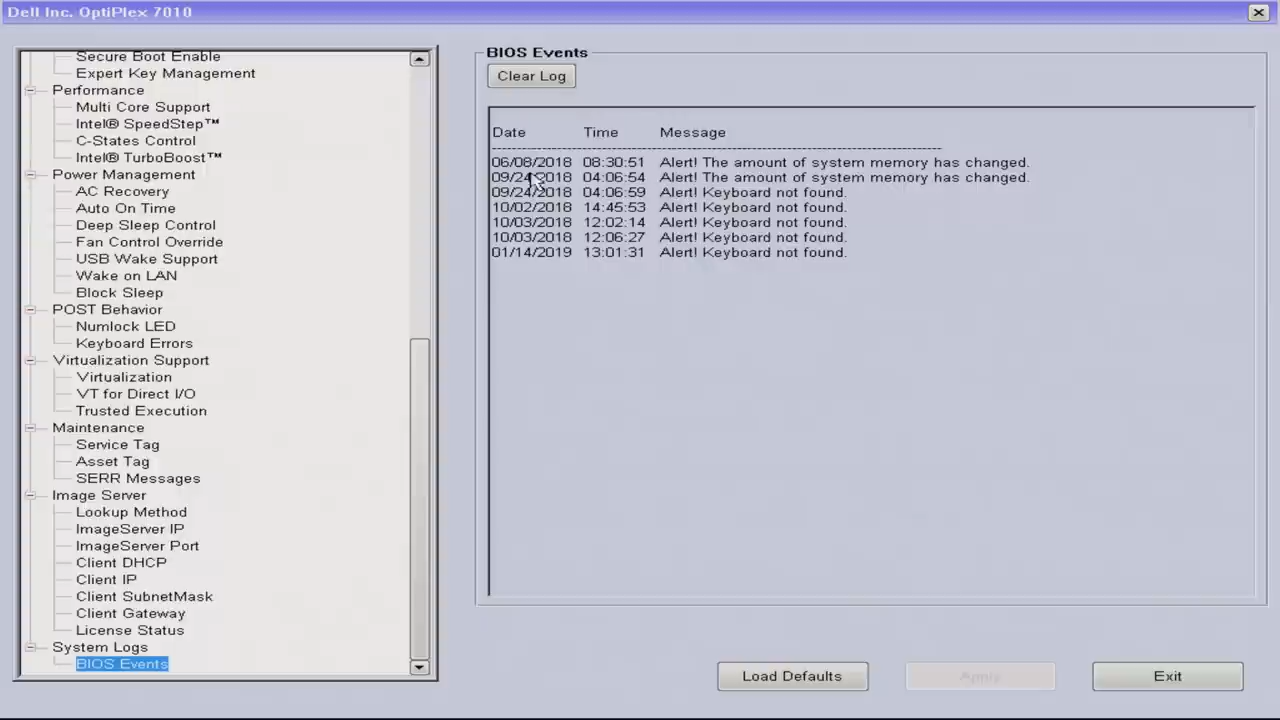 Dell Inc. OptiPlex 7010
Secure Boot Enable
Expert Key Management
Performance
Multi Core Support
Intel® SpeedStep™
C-States Control
Intel® TurboBoost™
Power Management
AC Recovery
Auto On Time
Deep Sleep Control
Fan Control Override
USB Wake Support
Wake on LAN
Block Sleep
POST Behavior
Numlock LED
Keyboard Errors
Virtualization Support
Virtualization
VT for Direct I/O
Trusted Execution
Maintenance
Service Tag
Asset Tag
SERR Messages
Image Server
Lookup Method
ImageServer IP
ImageServer Port
Client DHCP
Client IP
Client SubnetMask
Client Gateway
License Status
System Logs
BIOS Events
BIOS Events
Clear Log
Date Time Message
06/08/2018 08:30:51 Alert! The amount of system memory has changed.
09/24/2018 04:06:54 Alert! The amount of system memory has changed.
09/24/2018 04:06:59 Alert! Keyboard not found.
10/02/2018 14:45:53 Alert! Keyboard not found.
10/03/2018 12:02:14 Alert! Keyboard not found.
10/03/2018 12:06:27 Alert! Keyboard not found.
01/14/2019 13:01:31 Alert! Keyboard not found.
Load Defaults Apply Exit